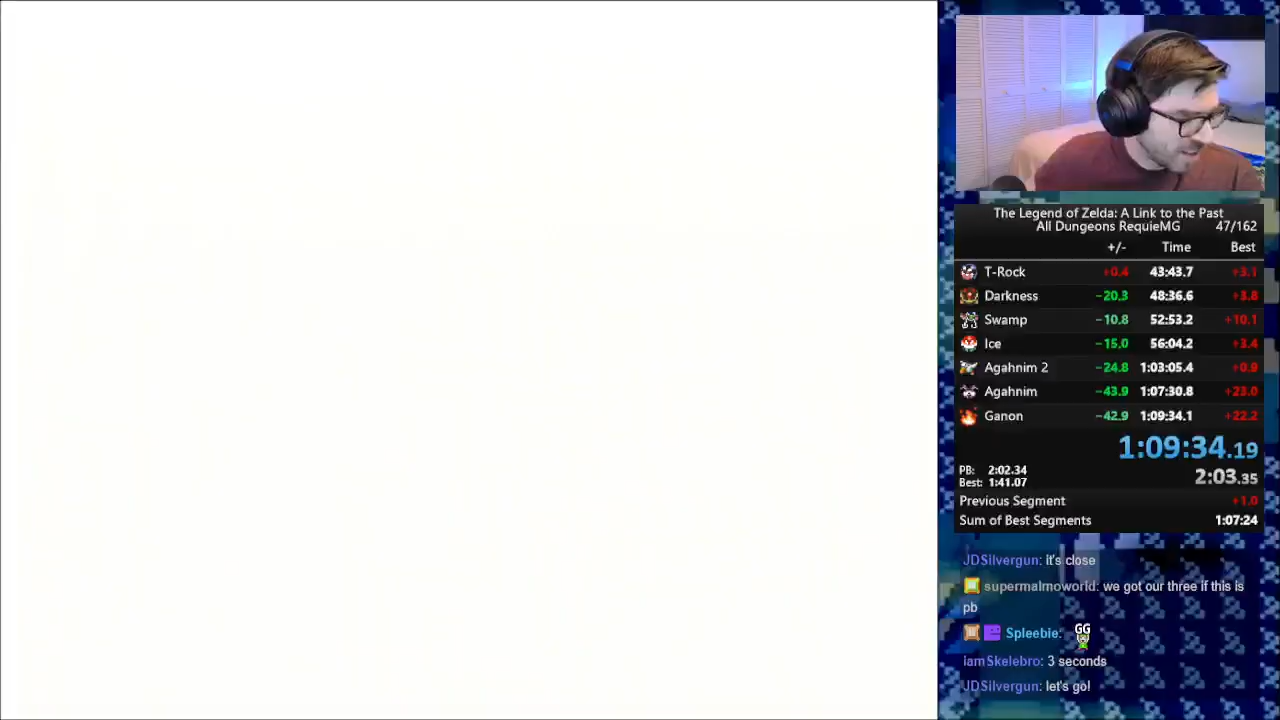 The Legend of Zelda: A Link to the Past
All Dungeons RequieMG 47/162
+/- Time Best
T-Rock +0.4 43:43.7 +3.1
Darkness -20.3 48:36.6 +3.8
Swamp -10.8 52:53.2 +10.1
Ice -15.0 56:04.2 +3.4
Agahnim 2 -24.8 1:03:05.4 +0.9
Agahnim -43.9 1:07:30.8 +23.0
Ganon -42.9 1:09:34.1 +22.2
1:09:34.19
PB: 2:02.34
Best: 1:41.07
2:03.35
Previous Segment +1.0
Sum of Best Segments 1:07:24
JDSilvergun: it's close
supermalmoworld: we got our three if this is
pb
Spleebie: GG
iamSkelebro: 3 seconds
JDSilvergun: let's go!